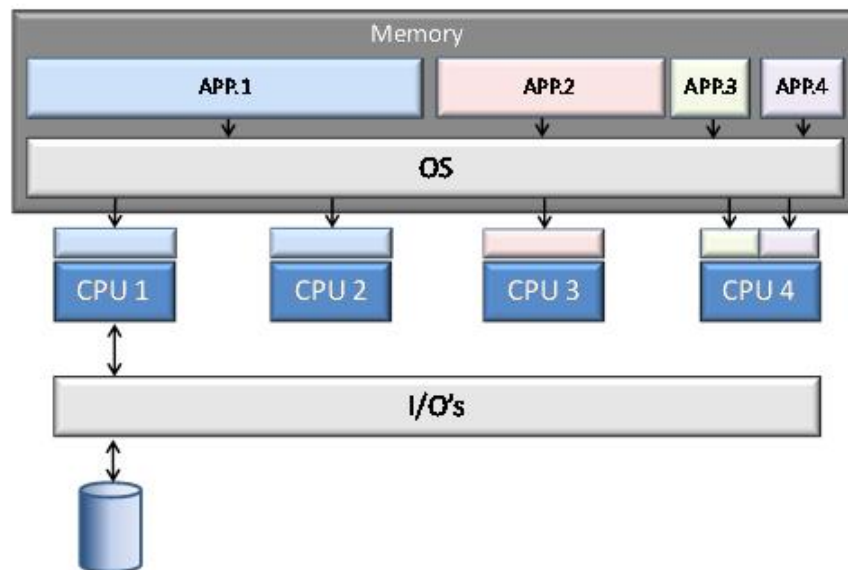 Memory
APP.1 APP.2 APP.3 APP.4
OS
CPU 1 CPU 2 CPU 3 CPU 4
I/O's